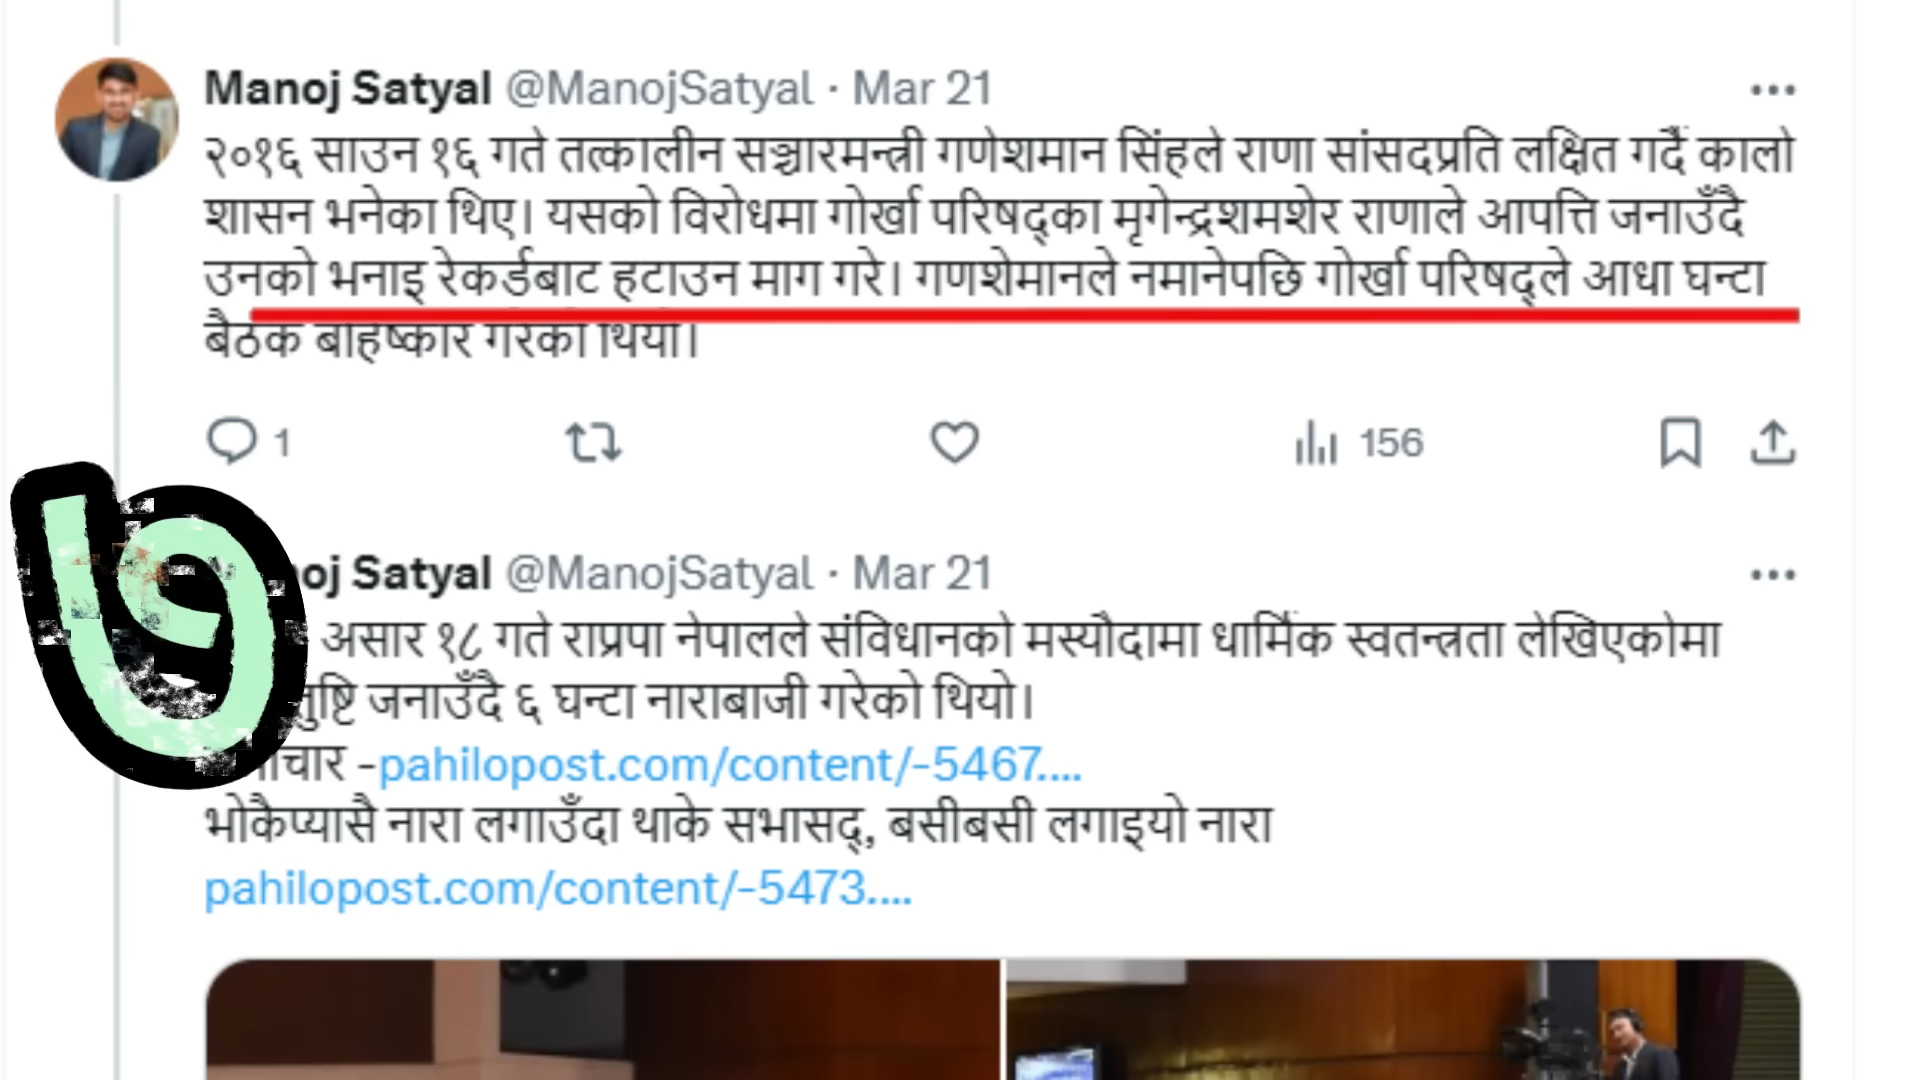 Manoj Satyal @ManojSatyal · Mar 21
२०१६ साउन १६ गते तत्कालीन सञ्चारमन्त्री गणेशमान सिंहले राणा सांसदप्रति लक्षित गर्दै कालो
शासन भनेका थिए। यसको विरोधमा गोर्खा परिषद्का मृगेन्द्रशमशेर राणाले आपत्ति जनाउँदै
उनको भनाइ रेकर्डबाट हटाउन माग गरे। गणशेमानले नमानेपछि गोर्खा परिषद्ले आधा घन्टा
बैठक बहिष्कार गरेको थियो।
1
156
७
oj Satyal @ManojSatyal · Mar 21
असार १८ गते राप्रपा नेपालले संविधानको मस्यौदामा धार्मिक स्वतन्त्रता लेखिएकोमा
जनाउँदै ६ घन्टा नाराबाजी गरेको थियो।
-pahilopost.com/content/-5467....
भोकैप्यासै नारा लगाउँदा थाके सभासद्, बसीबसी लगाइयो नारा
pahilopost.com/content/-5473....